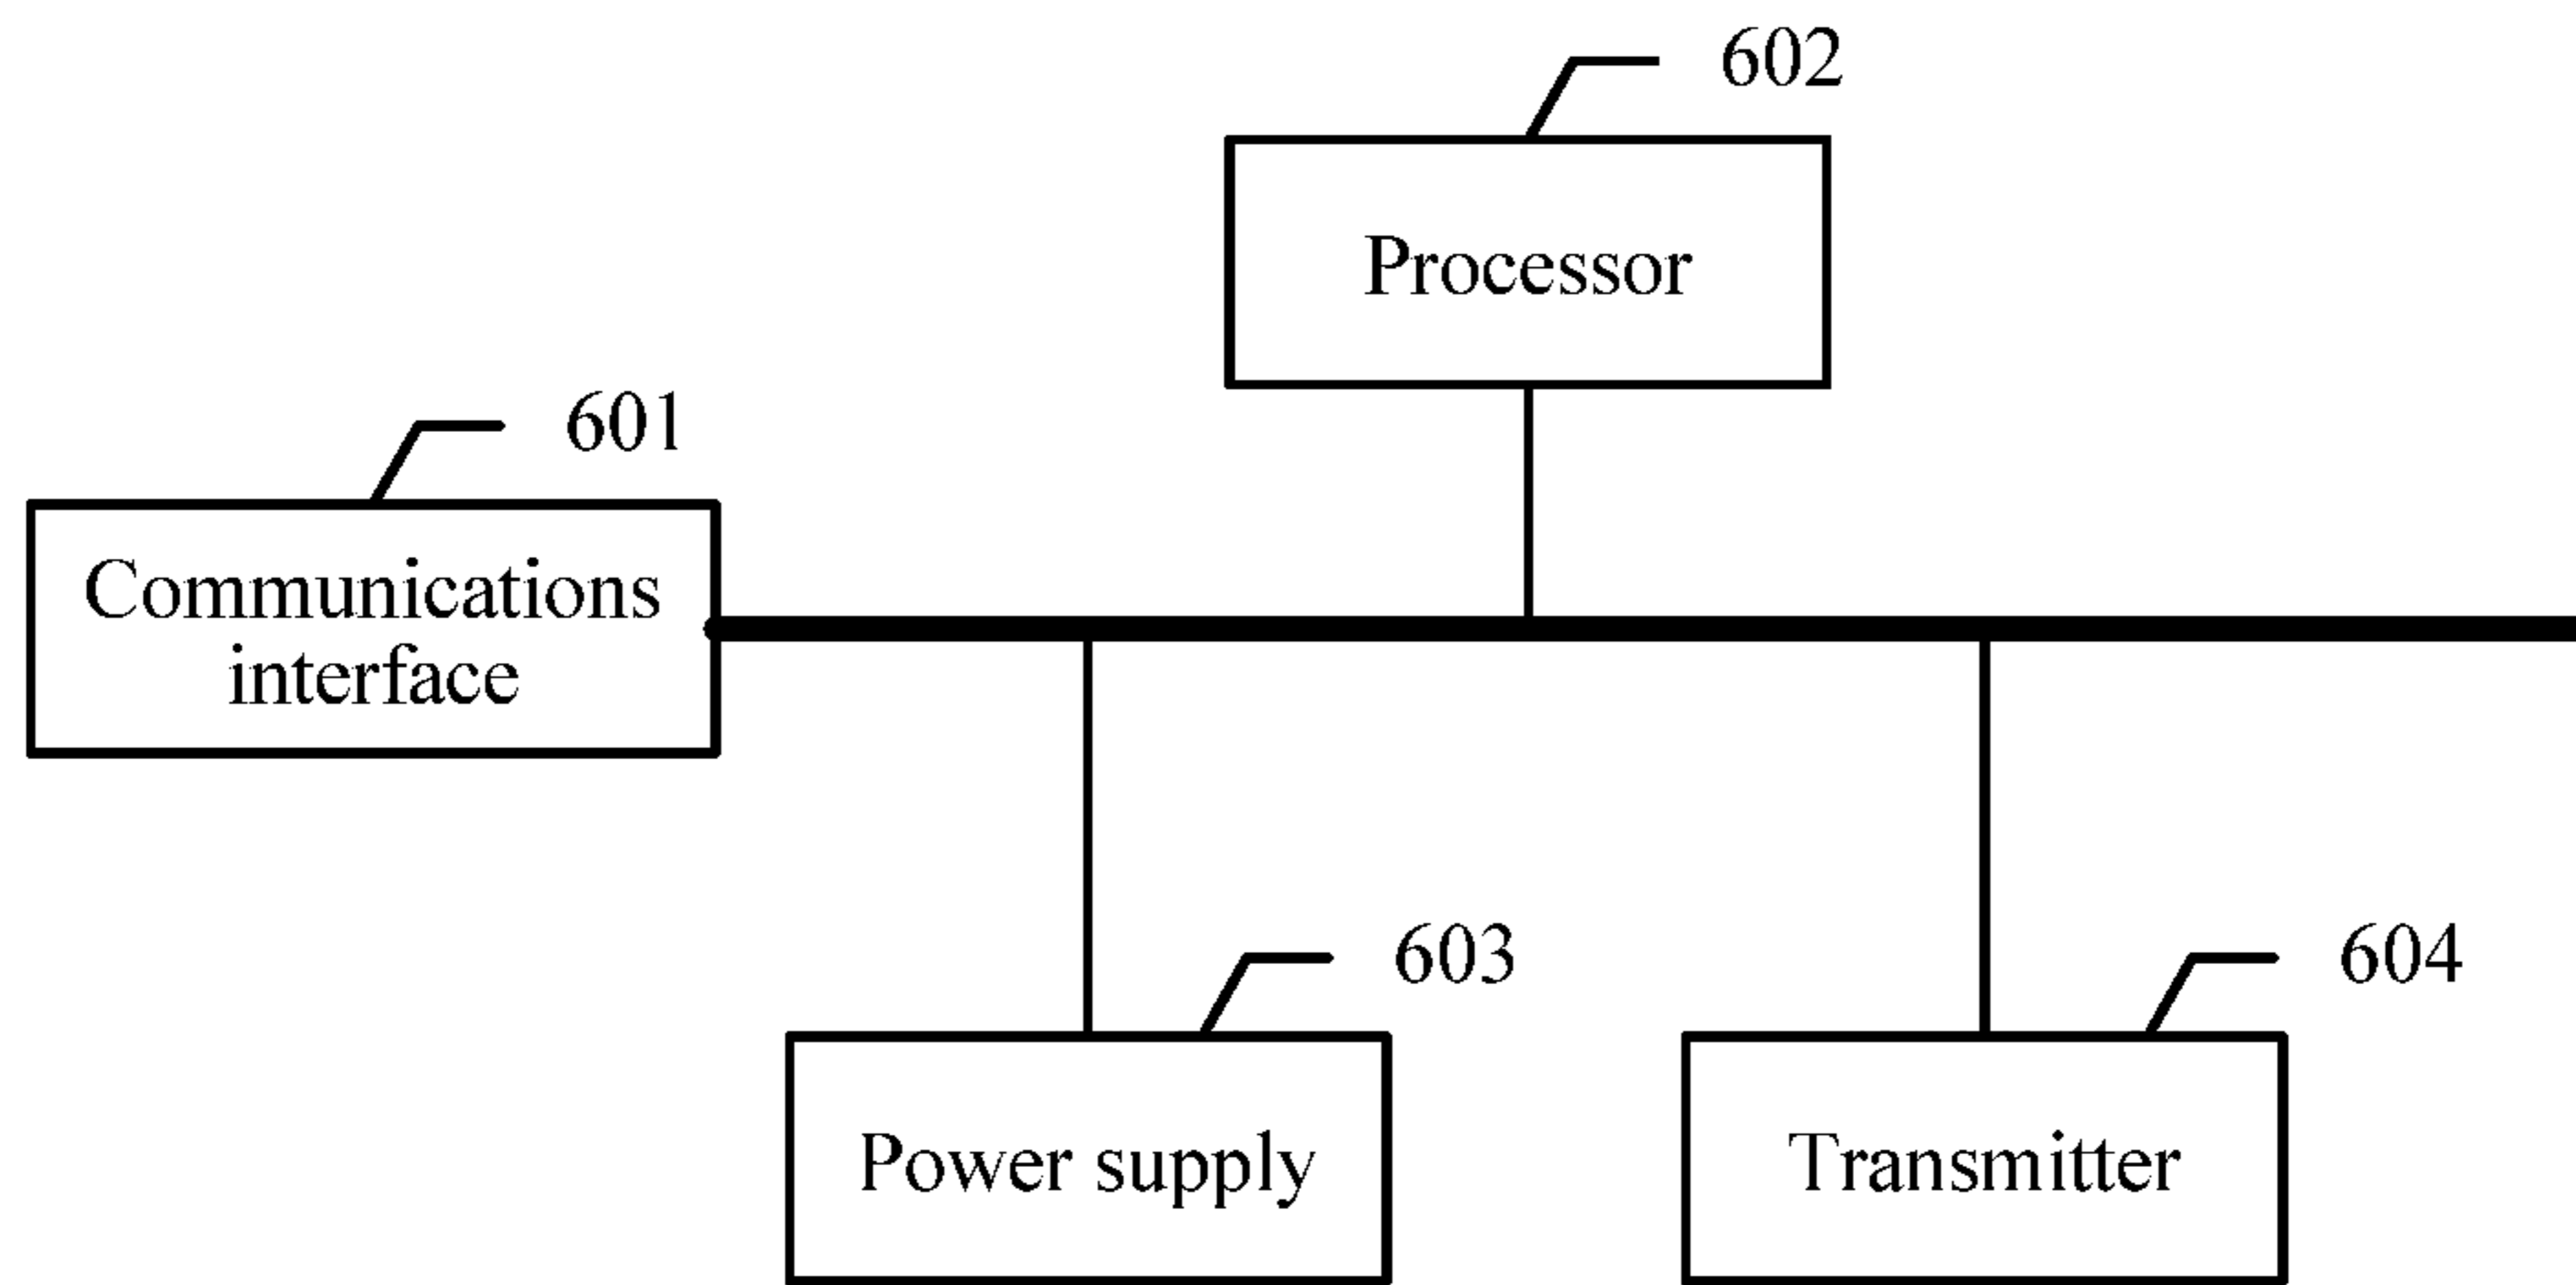 602
Processor
601
Communications
interface
603
604
Power supply
Transmitter